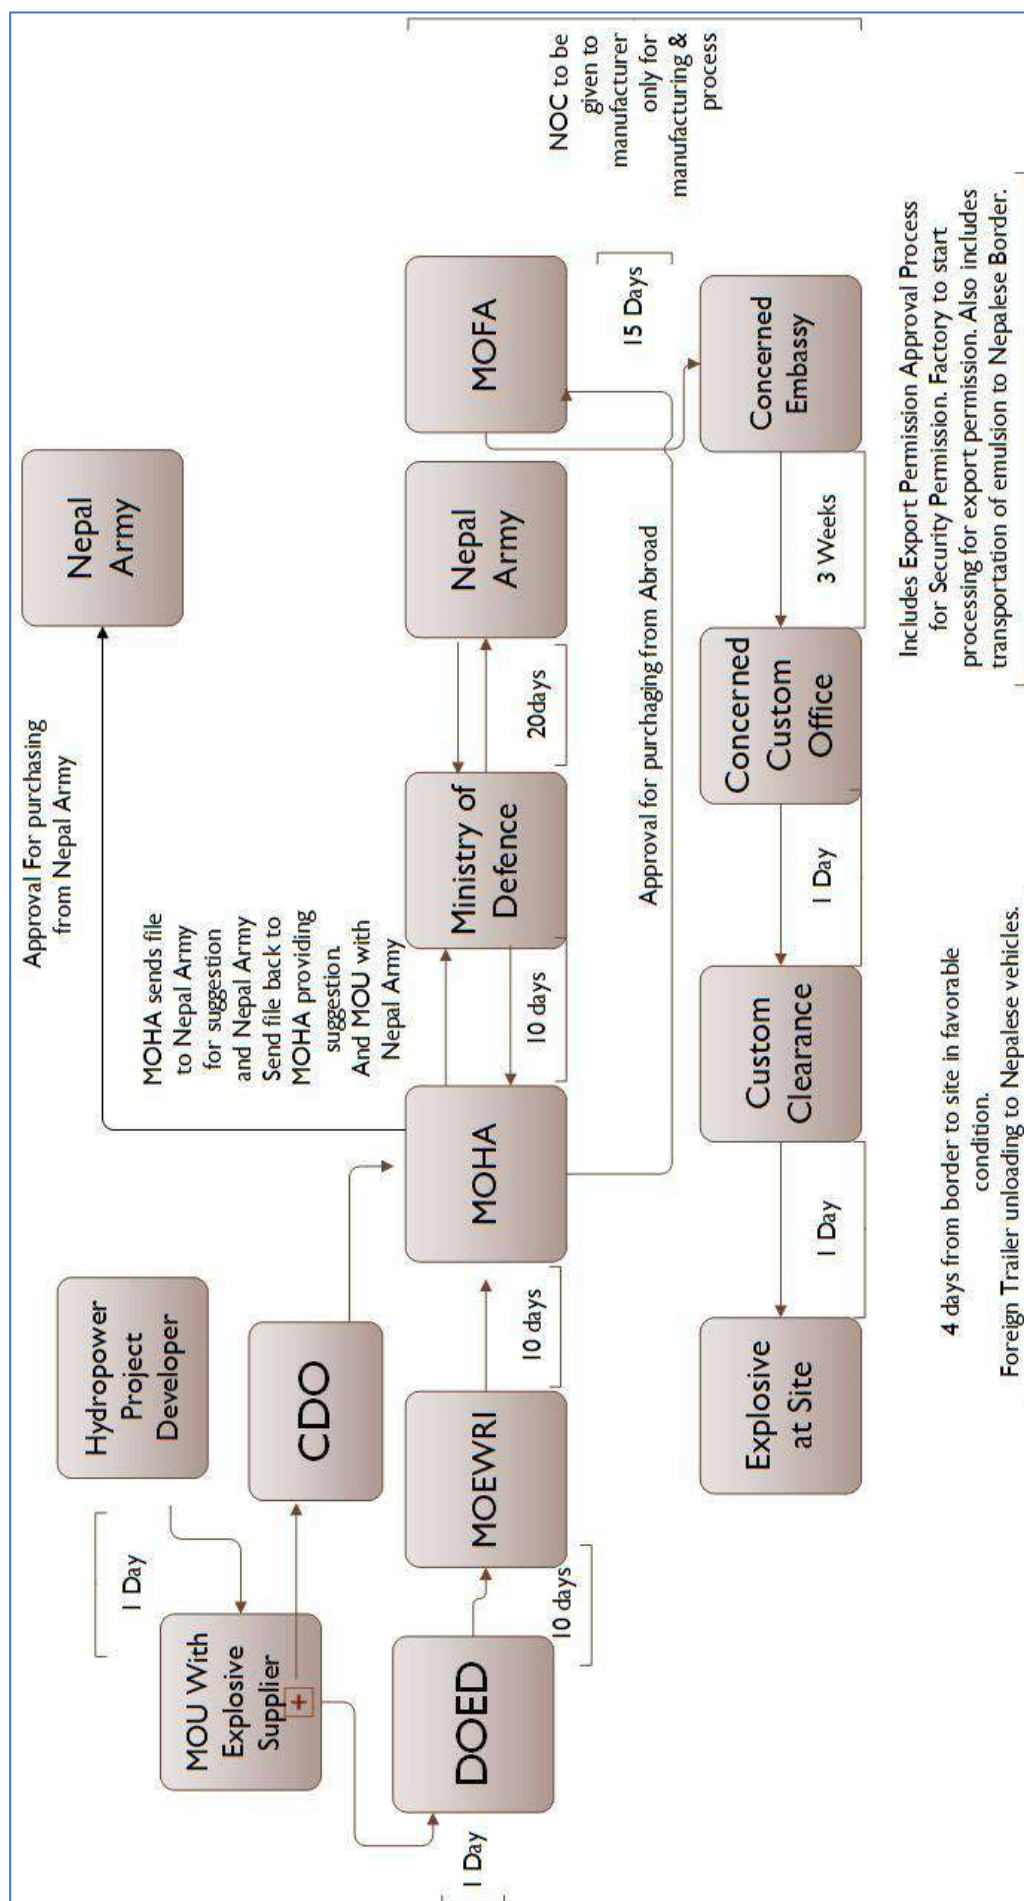 Nepal
Army
Approval For purchasing
from Nepal Army
Hydropower
Project
Developer
1 Day
MOU With
Explosive
Supplier
+
CDO
MOHA sends file
to Nepal Army
for suggestion
and Nepal Army
Send file back to
MOHA providing
suggestion.
And MOU with
Nepal Army
1 Day
DOED
10 days
MOEWRI
10 days
MOHA
10 days
Ministry of
Defence
20days
Nepal
Army
MOFA
NOC to be
given to
manufacturer
only for
manufacturing &
process
15 Days
Approval for purchaging from Abroad
Explosive
at Site
1 Day
Custom
Clearance
1 Day
Concerned
Custom
Office
3 Weeks
Concerned
Embassy
4 days from border to site in favorable
condition.
Foreign Trailer unloading to Nepalese vehicles.
Includes Export Permission Approval Process
for Security Permission. Factory to start
processing for export permission. Also includes
transportation of emulsion to Nepalese Border.